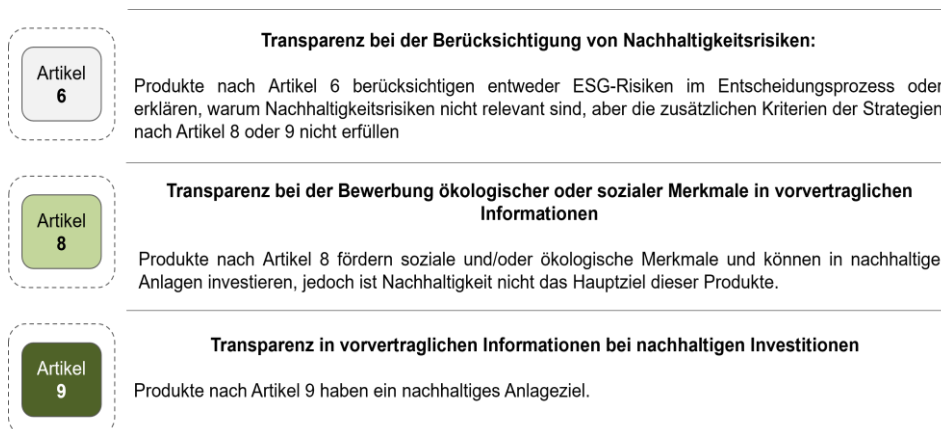 Artikel
6
Transparenz bei der Berücksichtigung von Nachhaltigkeitsrisiken:
Produkte nach Artikel 6 berücksichtigen entweder ESG-Risiken im Entscheidungsprozess oder
erklären, warum Nachhaltigkeitsrisiken nicht relevant sind, aber die zusätzlichen Kriterien der Strategien
nach Artikel 8 oder 9 nicht erfüllen
Artikel
8
Transparenz bei der Bewerbung ökologischer oder sozialer Merkmale in vorvertraglichen
Informationen
Produkte nach Artikel 8 fördern soziale und/oder ökologische Merkmale und können in nachhaltige
Anlagen investieren, jedoch ist Nachhaltigkeit nicht das Hauptziel dieser Produkte.
Artikel
9
Transparenz in vorvertraglichen Informationen bei nachhaltigen Investitionen
Produkte nach Artikel 9 haben ein nachhaltiges Anlageziel.